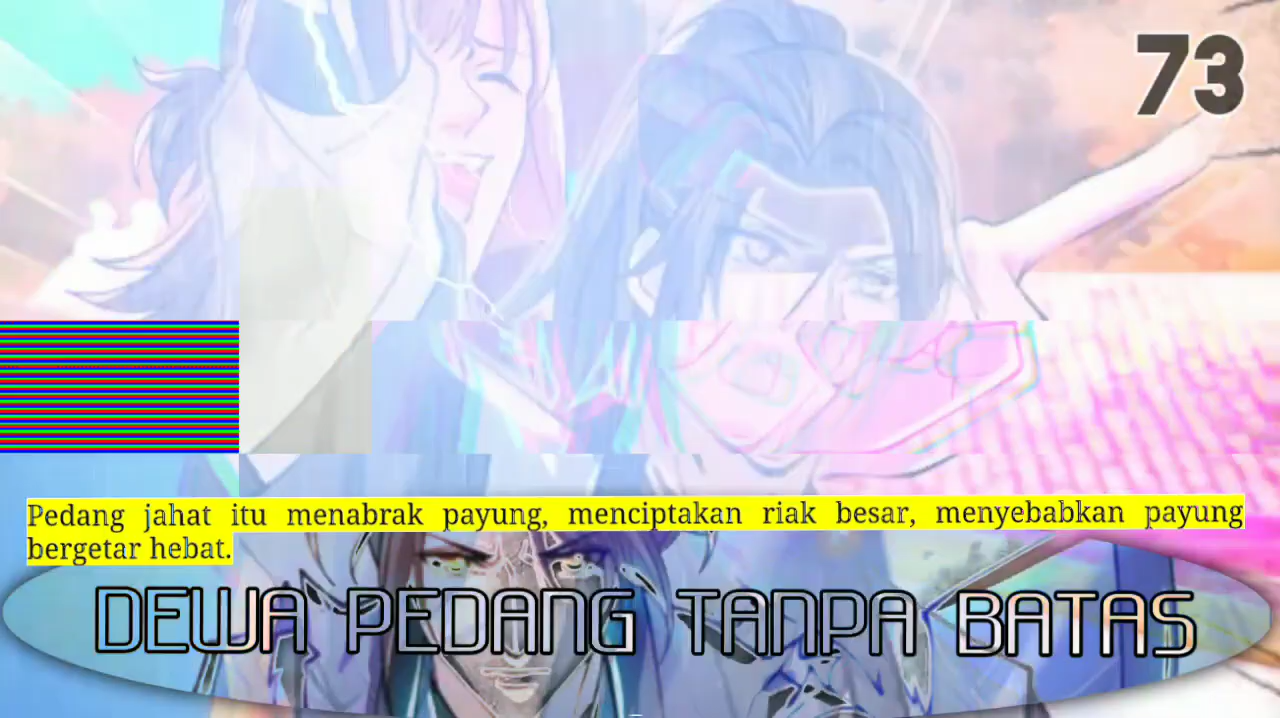 73
Pedang jahat itu menabrak payung, menciptakan riak besar, menyebabkan payung
bergetar hebat.
DEWA PEDANG TANPA BATAS